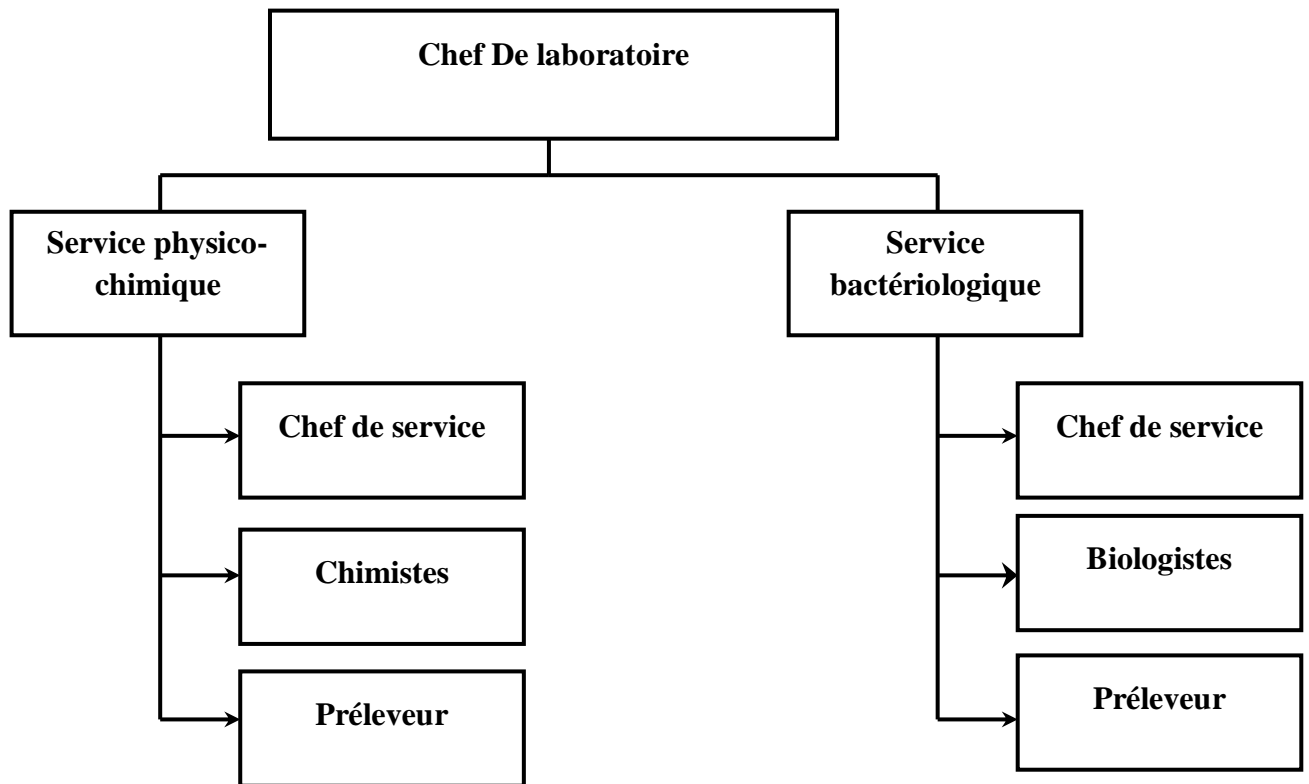 Chef De laboratoire
Service physico-
chimique
Service
bactériologique
Chef de service
Chimistes
Préleveur
Chef de service
Biologistes
Préleveur